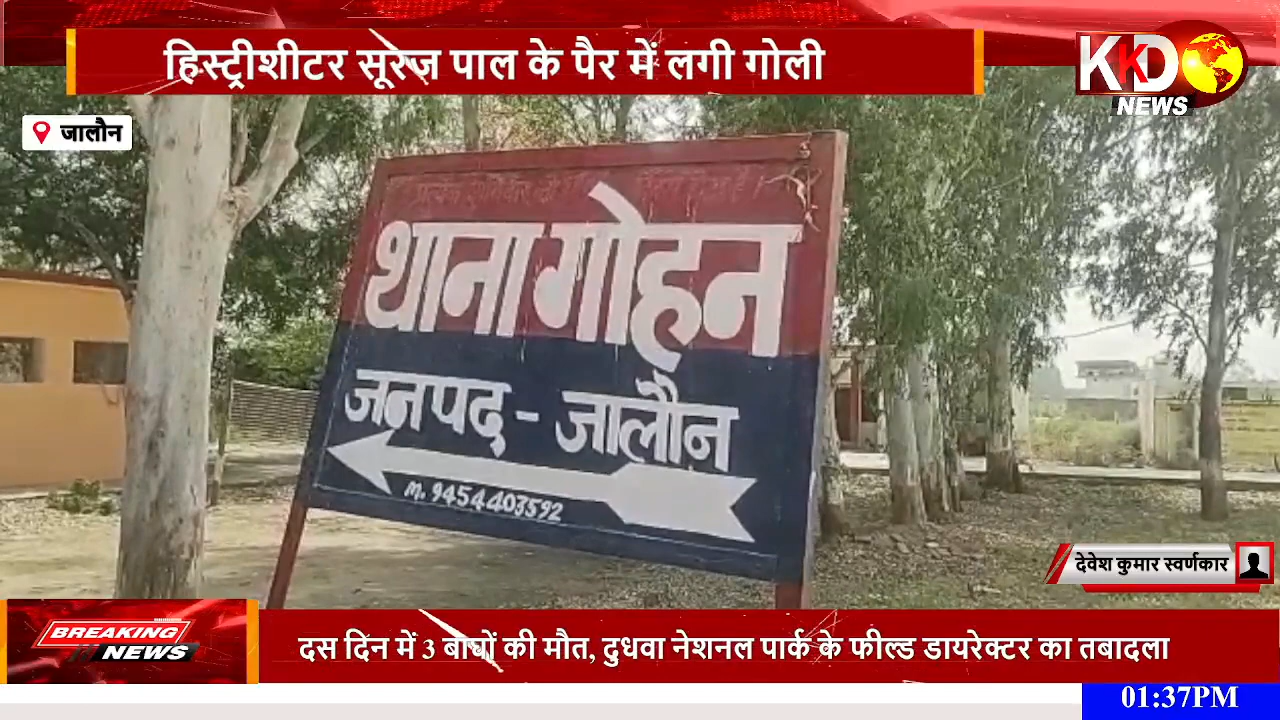 हिस्ट्रीशीटर सूरज पाल के पैर में लगी गोली
KKD
NEWS
जालौन
थाना गोहन
जनपद - जालौन
M. 9454403592
देवेश कुमार स्वर्णकार
BREAKING
NEWS
दस दिन में 3 बाघों की मौत, दुधवा नेशनल पार्क के फील्ड डायरेक्टर का तबादला
01:37PM